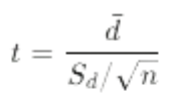 t = d̄ / (S_d/√n)